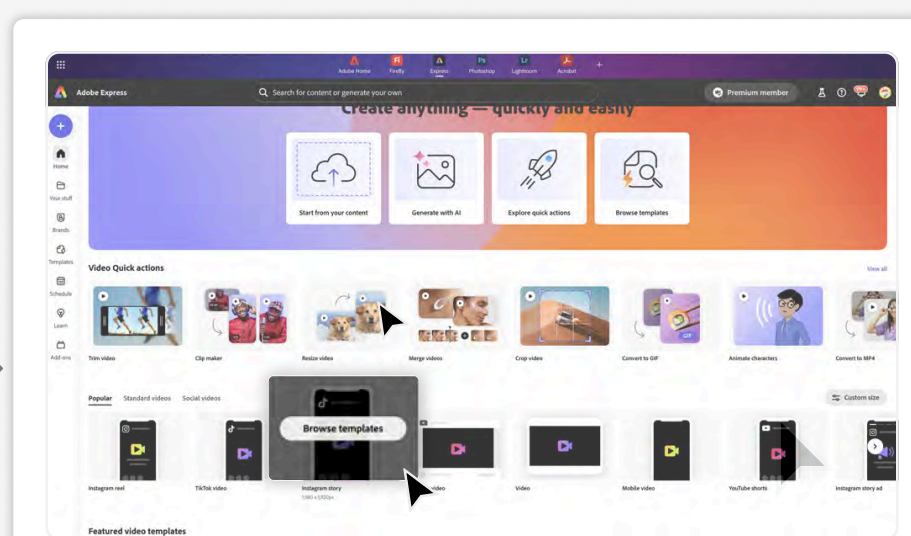 Adobe Home Firefly Express Photoshop Lightroom Acrobat
Adobe Express
Search for content or generate your own
Premium member
Create anything — quickly and easily
Start from your content
Generate with AI
Explore quick actions
Browse templates
Home
Your stuff
Brands
Templates
Schedule
Learn
Add-ons
Video Quick actions
View all
Trim video
Clip maker
Resize video
Merge videos
Crop video
Convert to GIF
Animate characters
Convert to MP4
Popular Standard videos Social videos
Custom size
Browse templates
Instagram reel
TikTok video
Instagram story
video
Video
Mobile video
YouTube shorts
Instagram story ad
Featured video templates